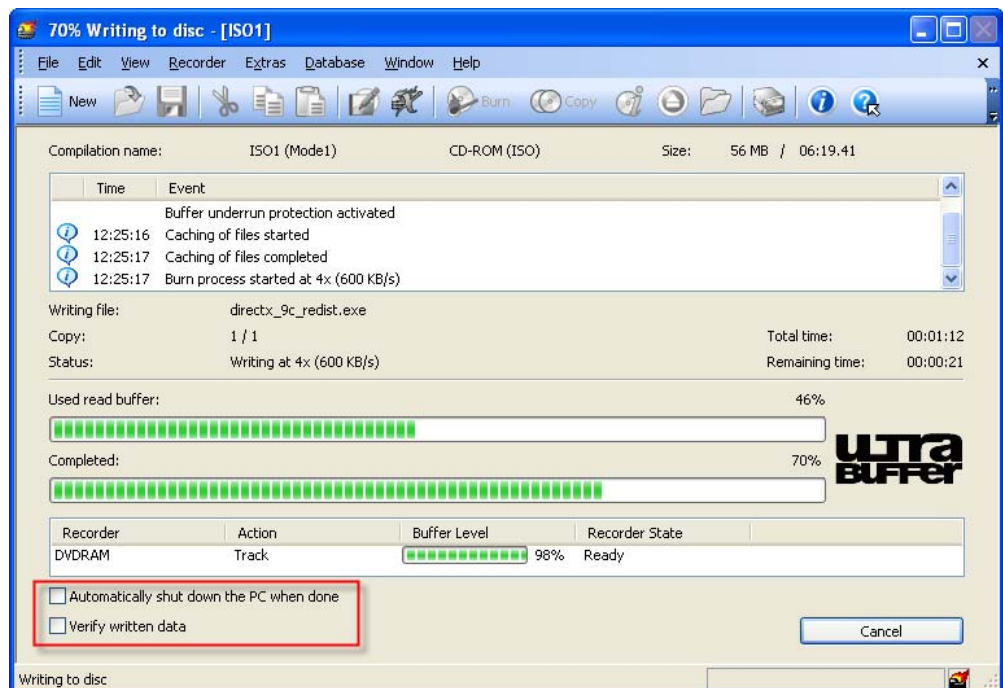 70% Writing to disc - [ISO1]
File Edit View Recorder Extras Database Window Help
New Burn Copy
Compilation name: ISO1 (Mode1) CD-ROM (ISO) Size: 56 MB / 06:19.41
Time Event
Buffer underrun protection activated
12:25:16 Caching of files started
12:25:17 Caching of files completed
12:25:17 Burn process started at 4x (600 KB/s)
Writing file: directx_9c_redist.exe
Copy: 1 / 1 Total time: 00:01:12
Status: Writing at 4x (600 KB/s) Remaining time: 00:00:21
Used read buffer: 46%
Completed: 70%
ULTRA
BUFFER
Recorder Action Buffer Level Recorder State
DVDRAM Track 98% Ready
Automatically shut down the PC when done
Verify written data
Cancel
Writing to disc